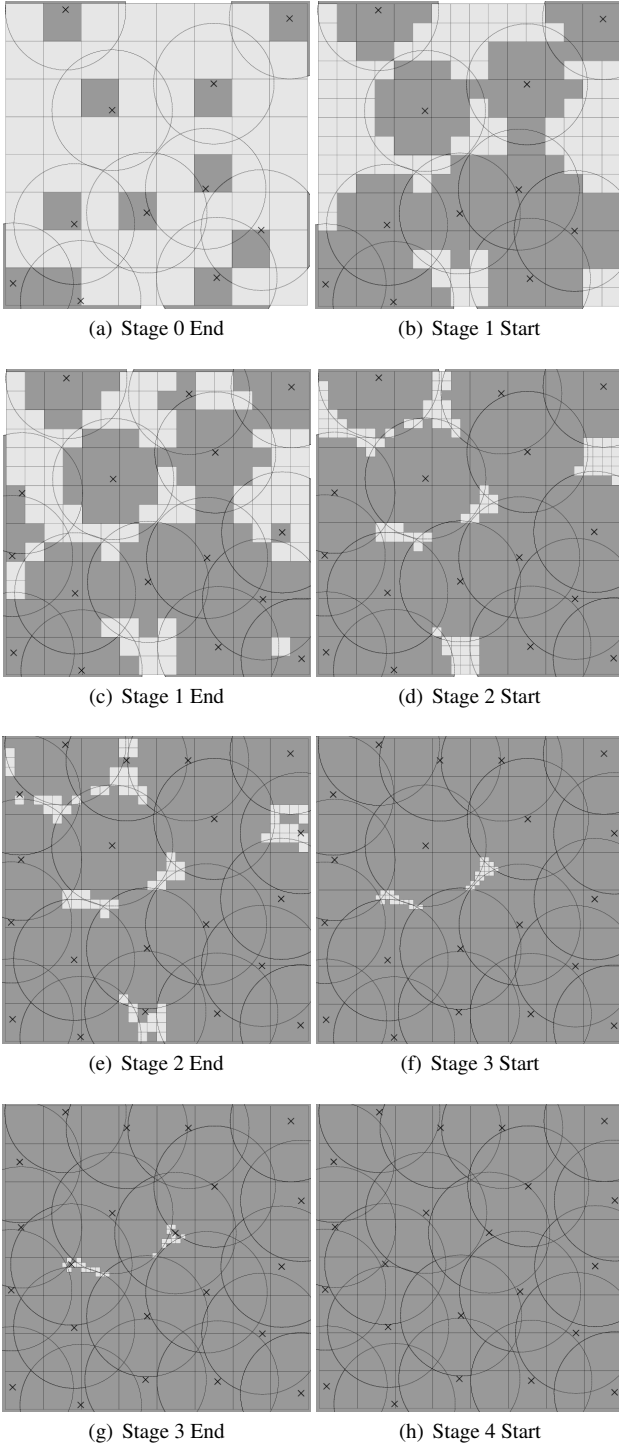 (a) Stage 0 End
(b) Stage 1 Start
(c) Stage 1 End
(d) Stage 2 Start
(e) Stage 2 End
(f) Stage 3 Start
(g) Stage 3 End
(h) Stage 4 Start